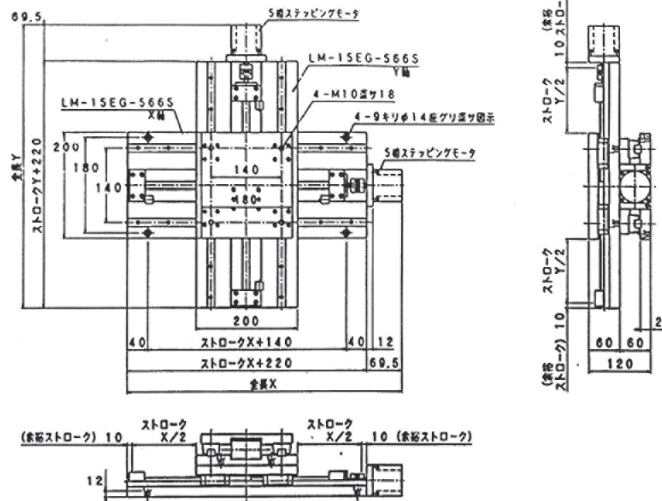 69.5
5相ステッピングモータ
LM-15EG-566S
Y軸
LM-15EG-566S
X軸
4-M10深サ18
4-9キリφ14座グリ深サ図示
5相ステッピングモータ
200
180
140
140
180
全長Y
ストロークY+220
200
40
ストロークX+140
40
12
ストロークX+220
69.5
全長X
(余裕
ストローク)
10
ストローク
Y/2
ストローク
Y/2
10
(余裕
ストローク)
60
60
120
2
(余裕ストローク) 10
ストローク
X/2
ストローク
X/2
10 (余裕ストローク)
12